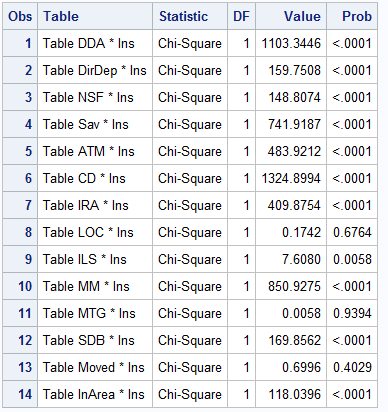 Obs Table Statistic DF Value Prob
1 Table DDA * Ins Chi-Square 1 1103.3446 <.0001
2 Table DirDep * Ins Chi-Square 1 159.7508 <.0001
3 Table NSF * Ins Chi-Square 1 148.8074 <.0001
4 Table Sav * Ins Chi-Square 1 741.9187 <.0001
5 Table ATM * Ins Chi-Square 1 483.9212 <.0001
6 Table CD * Ins Chi-Square 1 1324.8994 <.0001
7 Table IRA * Ins Chi-Square 1 409.8754 <.0001
8 Table LOC * Ins Chi-Square 1 0.1742 0.6764
9 Table ILS * Ins Chi-Square 1 7.6080 0.0058
10 Table MM * Ins Chi-Square 1 850.9275 <.0001
11 Table MTG * Ins Chi-Square 1 0.0058 0.9394
12 Table SDB * Ins Chi-Square 1 169.8562 <.0001
13 Table Moved * Ins Chi-Square 1 0.6996 0.4029
14 Table InArea * Ins Chi-Square 1 118.0396 <.0001